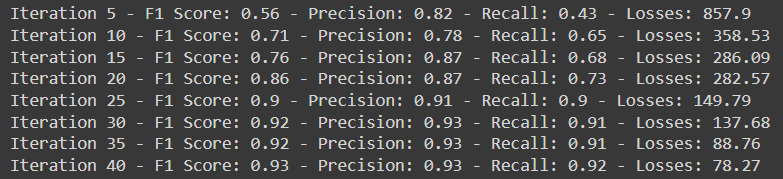 Iteration 5 - F1 Score: 0.56 - Precision: 0.82 - Recall: 0.43 - Losses: 857.9
Iteration 10 - F1 Score: 0.71 - Precision: 0.78 - Recall: 0.65 - Losses: 358.53
Iteration 15 - F1 Score: 0.76 - Precision: 0.87 - Recall: 0.68 - Losses: 286.09
Iteration 20 - F1 Score: 0.86 - Precision: 0.87 - Recall: 0.73 - Losses: 282.57
Iteration 25 - F1 Score: 0.9 - Precision: 0.91 - Recall: 0.9 - Losses: 149.79
Iteration 30 - F1 Score: 0.92 - Precision: 0.93 - Recall: 0.91 - Losses: 137.68
Iteration 35 - F1 Score: 0.92 - Precision: 0.93 - Recall: 0.91 - Losses: 88.76
Iteration 40 - F1 Score: 0.93 - Precision: 0.93 - Recall: 0.92 - Losses: 78.27